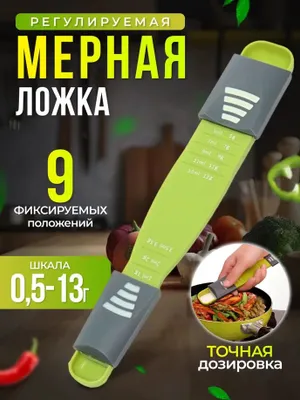 РЕГУЛИРУЕМАЯ
МЕРНАЯ
ЛОЖКА
9
ФИКСИРУЕМЫХ
положений
ШКАЛА
0,5-13г
ТОЧНАЯ
дозировка